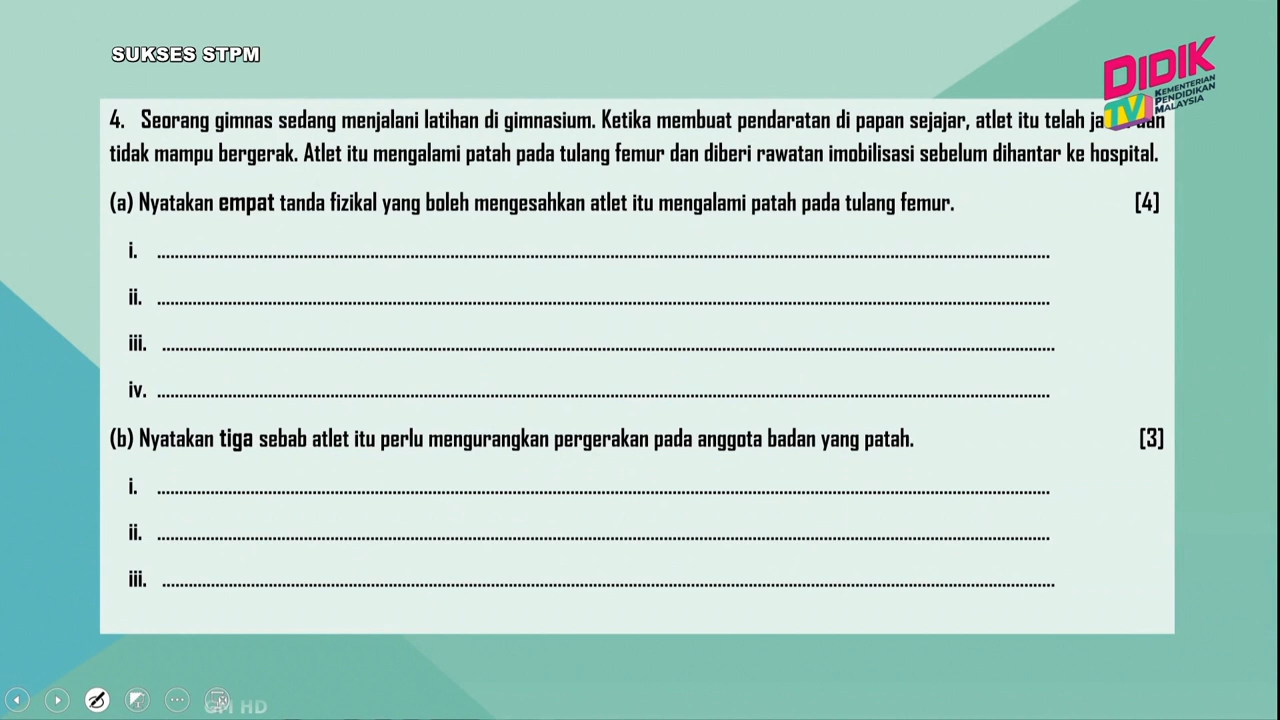 SUKSES STPM
DIDIK
TV KEMENTERIAN
PENDIDIKAN
MALAYSIA
4. Seorang gimnas sedang menjalani latihan di gimnasium. Ketika membuat pendaratan di papan sejajar, atlet itu telah
tidak mampu bergerak. Atlet itu mengalami patah pada tulang femur dan diberi rawatan imobilisasi sebelum dihantar ke hospital.
(a) Nyatakan empat tanda fizikal yang boleh mengesahkan atlet itu mengalami patah pada tulang femur. [4]
i. ........................................
ii. ........................................
iii. ........................................
iv. ........................................
(b) Nyatakan tiga sebab atlet itu perlu mengurangkan pergerakan pada anggota badan yang patah. [3]
i. ........................................
ii. ........................................
iii. ........................................
HD